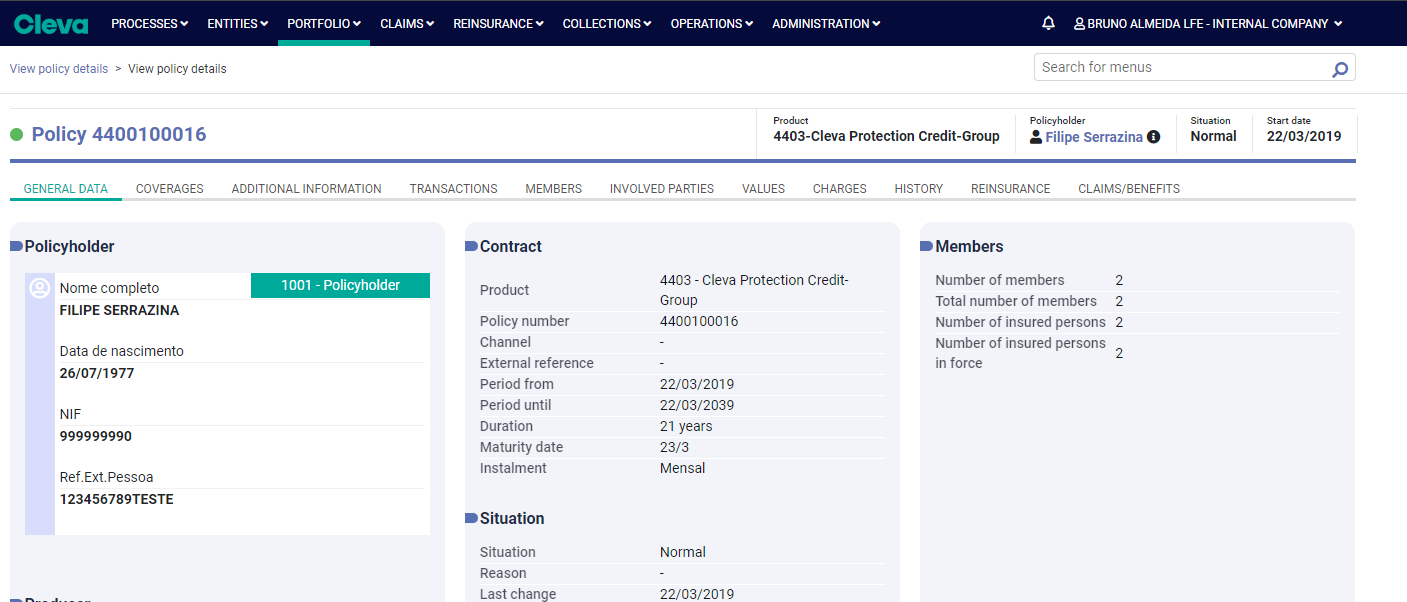 Cleva PROCESSES ENTITIES PORTFOLIO CLAIMS REINSURANCE COLLECTIONS OPERATIONS ADMINISTRATION BRUNO ALMEIDA LFE - INTERNAL COMPANY
View policy details > View policy details
Search for menus
Policy 4400100016
Product
4403-Cleva Protection Credit-Group
Policyholder
Filipe Serrazina
Situation
Normal
Start date
22/03/2019
GENERAL DATA COVERAGES ADDITIONAL INFORMATION TRANSACTIONS MEMBERS INVOLVED PARTIES VALUES CHARGES HISTORY REINSURANCE CLAIMS/BENEFITS
Policyholder
1001 - Policyholder
Nome completo
FILIPE SERRAZINA
Data de nascimento
26/07/1977
NIF
999999990
Ref.Ext.Pessoa
123456789TESTE
Producer
Contract
Product 4403 - Cleva Protection Credit-
Group
Policy number 4400100016
Channel -
External reference -
Period from 22/03/2019
Period until 22/03/2039
Duration 21 years
Maturity date 23/3
Instalment Mensal
Situation
Situation Normal
Reason -
Last change 22/03/2019
Members
Number of members 2
Total number of members 2
Number of insured persons 2
Number of insured persons
in force 2